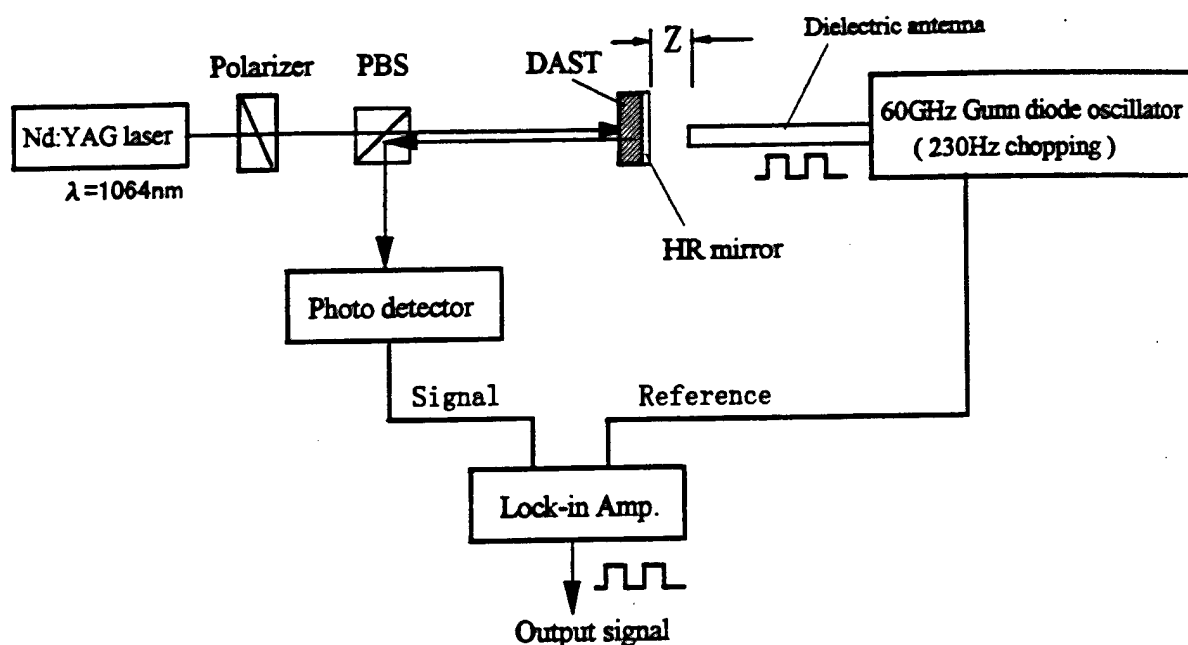 Dielectric antenna
Z
Polarizer
PBS
DAST
Nd:YAG laser
60GHz Gunn diode oscillator
( 230Hz chopping )
λ=1064nm
HR mirror
Photo detector
Signal
Reference
Lock-in Amp.
Output signal